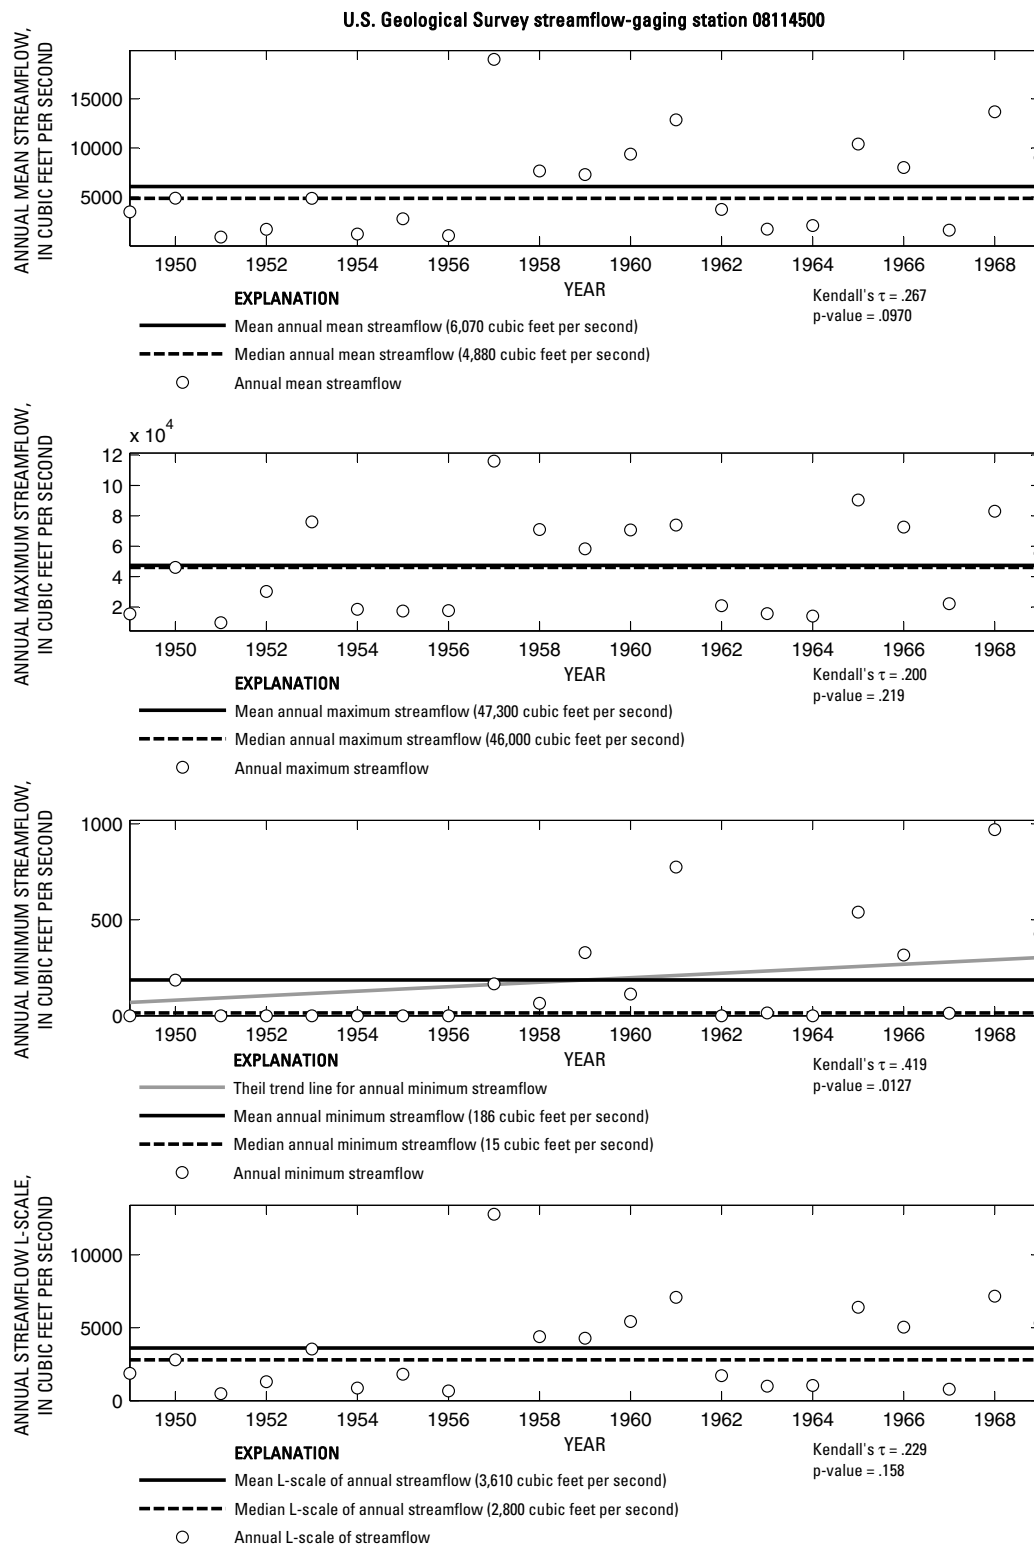 U.S. Geological Survey streamflow-gaging station 08114500
ANNUAL MEAN STREAMFLOW,
IN CUBIC FEET PER SECOND
15000
10000
5000
1950 1952 1954 1956 1958 1960 1962 1964 1966 1968
YEAR
Kendall's τ = .267
p-value = .0970
EXPLANATION
Mean annual mean streamflow (6,070 cubic feet per second)
Median annual mean streamflow (4,880 cubic feet per second)
Annual mean streamflow
ANNUAL MAXIMUM STREAMFLOW,
IN CUBIC FEET PER SECOND
x 10^4
12
10
8
6
4
2
1950 1952 1954 1956 1958 1960 1962 1964 1966 1968
YEAR
Kendall's τ = .200
p-value = .219
EXPLANATION
Mean annual maximum streamflow (47,300 cubic feet per second)
Median annual maximum streamflow (46,000 cubic feet per second)
Annual maximum streamflow
ANNUAL MINIMUM STREAMFLOW,
IN CUBIC FEET PER SECOND
1000
500
0
1950 1952 1954 1956 1958 1960 1962 1964 1966 1968
YEAR
Kendall's τ = .419
p-value = .0127
EXPLANATION
Theil trend line for annual minimum streamflow
Mean annual minimum streamflow (186 cubic feet per second)
Median annual minimum streamflow (15 cubic feet per second)
Annual minimum streamflow
ANNUAL STREAMFLOW L-SCALE,
IN CUBIC FEET PER SECOND
10000
5000
0
1950 1952 1954 1956 1958 1960 1962 1964 1966 1968
YEAR
Kendall's τ = .229
p-value = .158
EXPLANATION
Mean L-scale of annual streamflow (3,610 cubic feet per second)
Median L-scale of annual streamflow (2,800 cubic feet per second)
Annual L-scale of streamflow